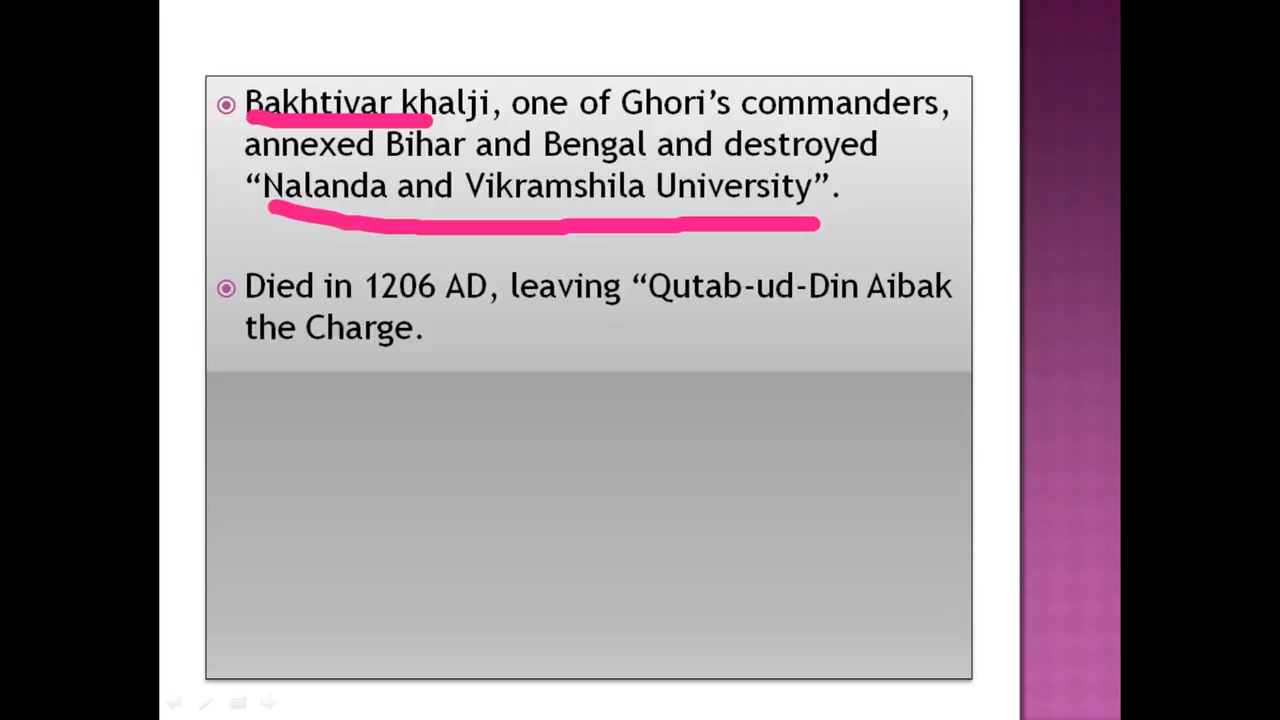 Bakhtivar khalji, one of Ghori’s commanders,
annexed Bihar and Bengal and destroyed
“Nalanda and Vikramshila University”.
Died in 1206 AD, leaving “Qutab-ud-Din Aibak
the Charge.